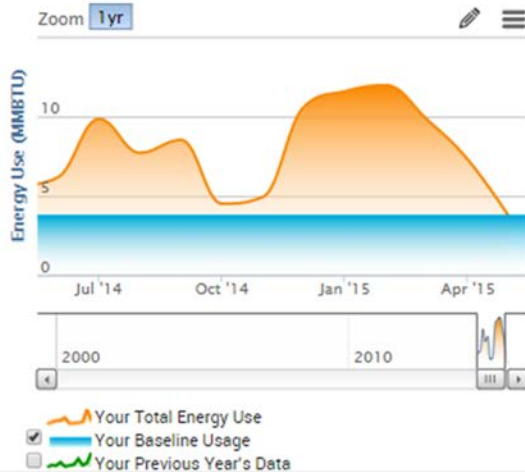 Zoom 1yr
Energy Use (MMBTU)
10
5
0
Jul '14 Oct '14 Jan '15 Apr '15
2000 2010
Your Total Energy Use
Your Baseline Usage
Your Previous Year's Data